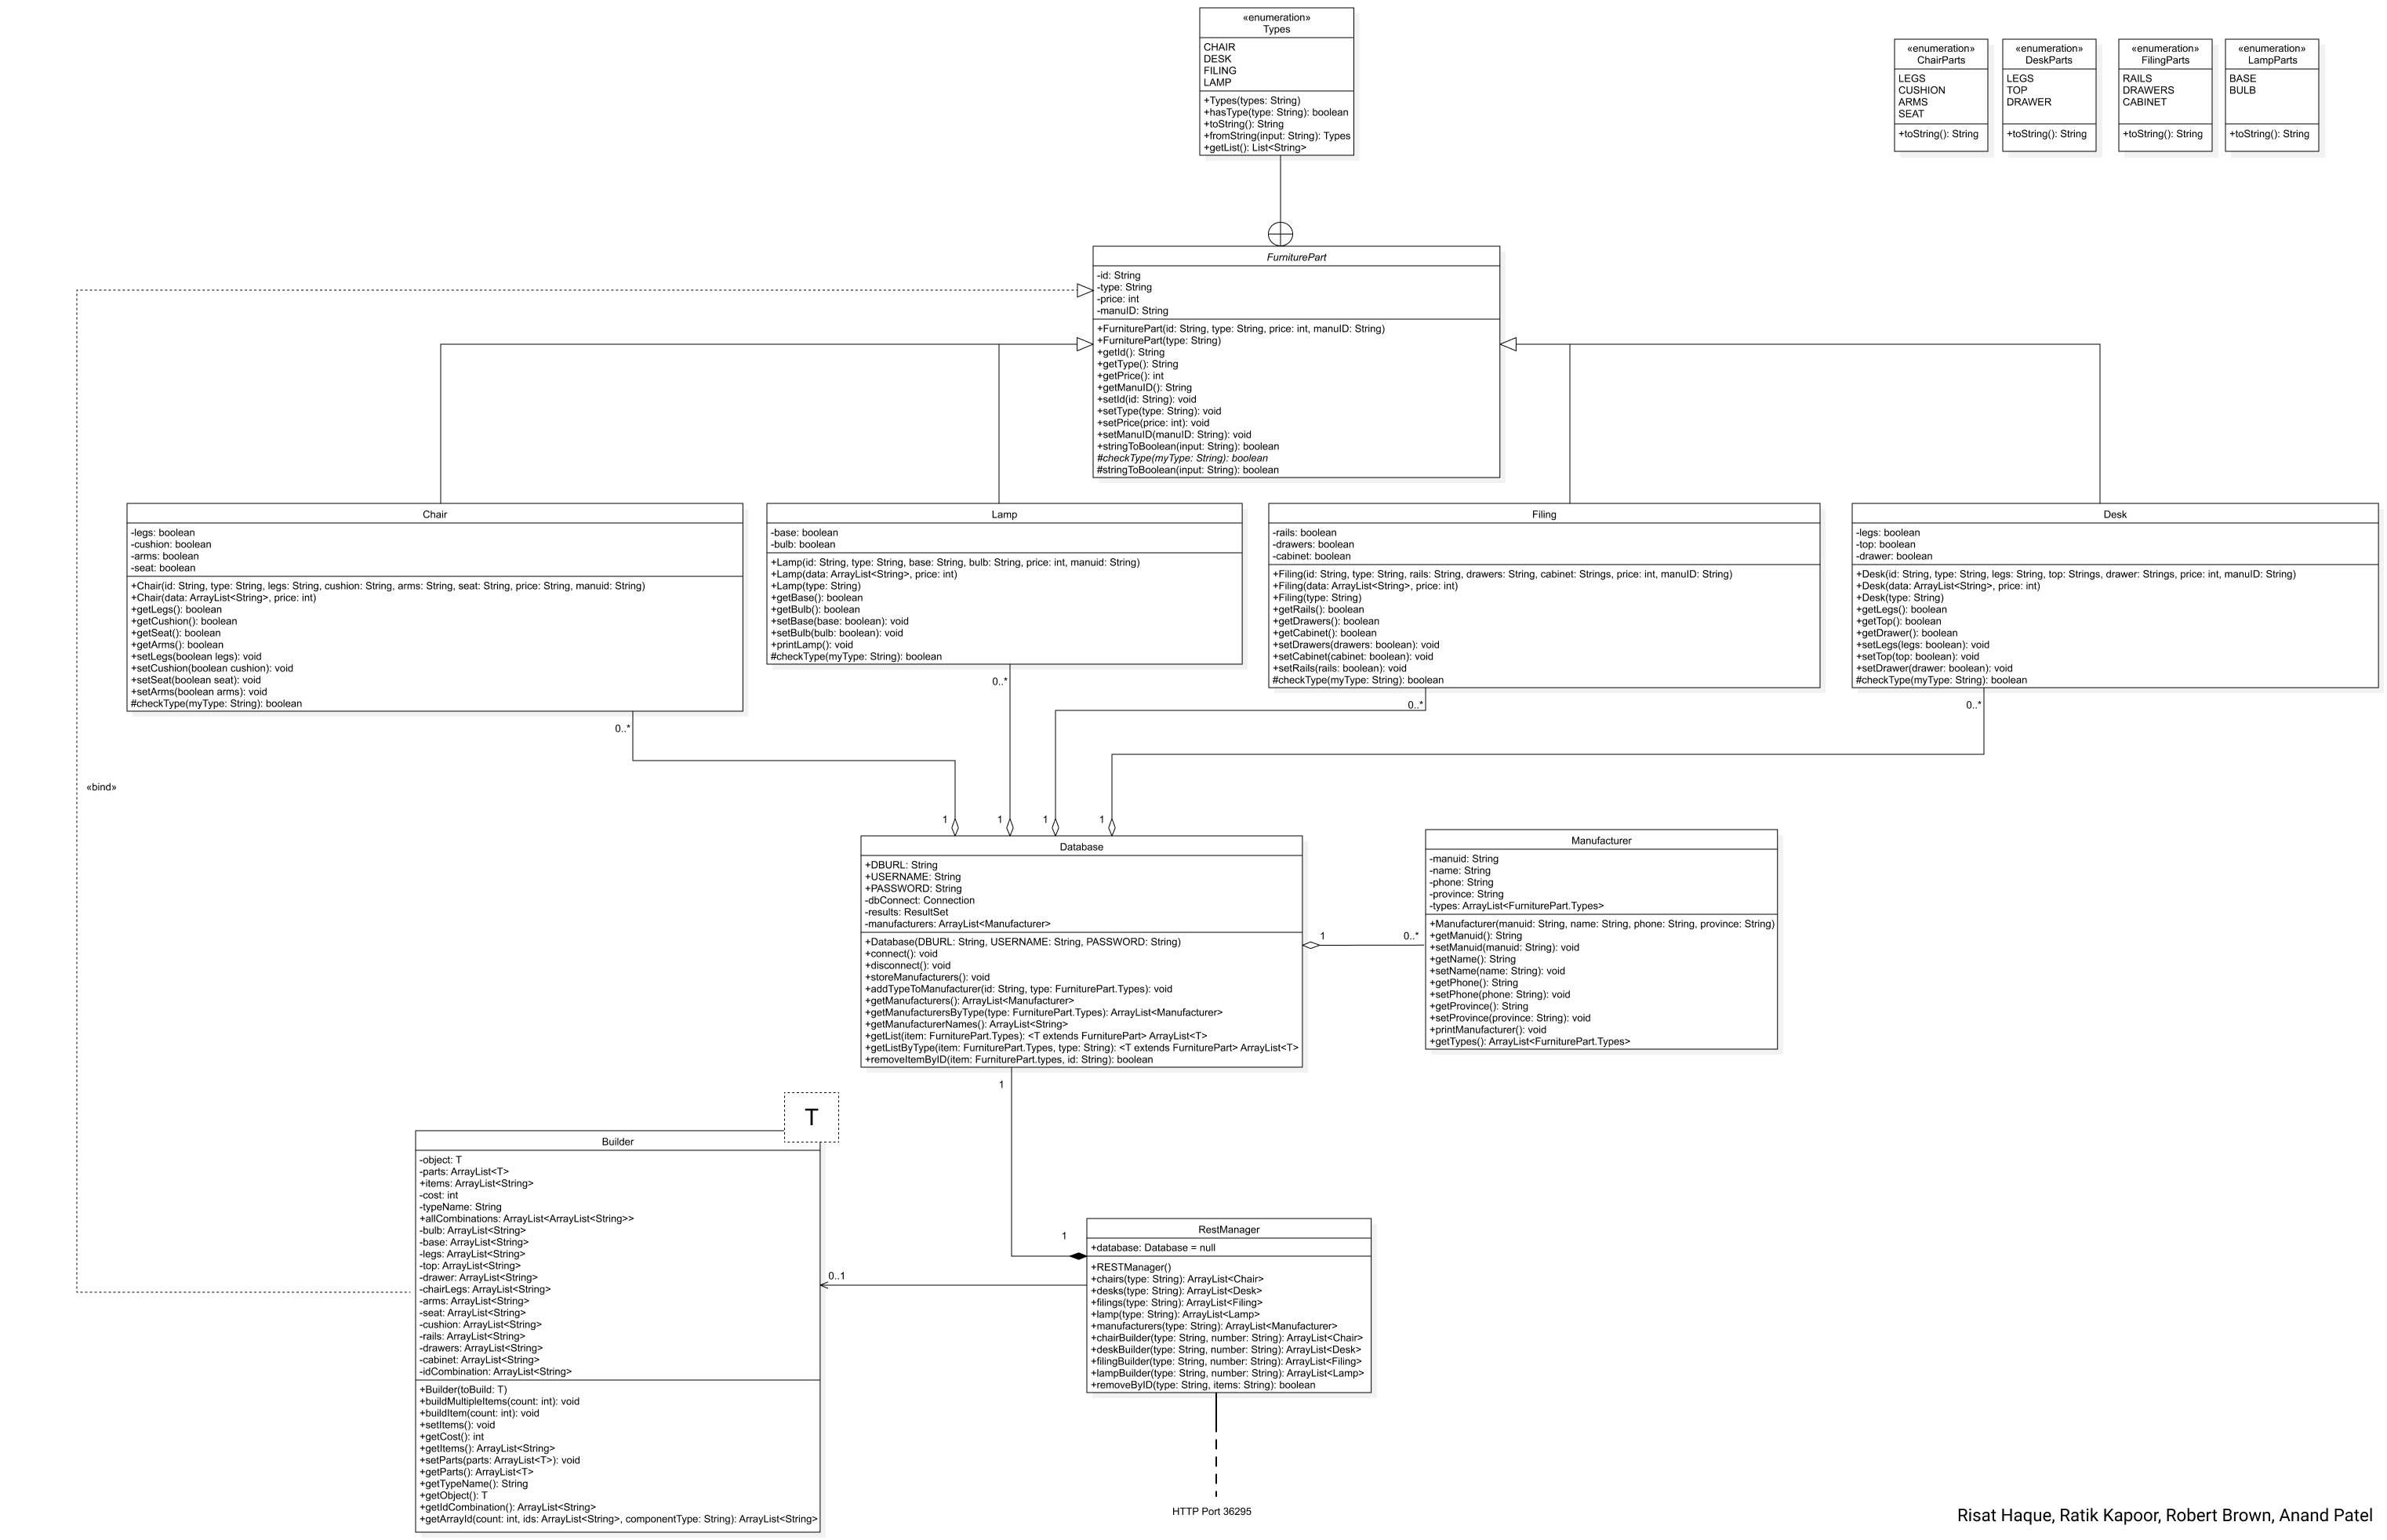 «enumeration»
Types
CHAIR
DESK
FILING
LAMP
+Types(types: String)
+hasType(type: String): boolean
+toString(): String
+fromString(input: String): Types
+getList(): List<String>
«enumeration»
ChairParts
LEGS
CUSHION
ARMS
SEAT
+toString(): String
«enumeration»
DeskParts
LEGS
TOP
DRAWER
+toString(): String
«enumeration»
FilingParts
RAILS
DRAWERS
CABINET
+toString(): String
«enumeration»
LampParts
BASE
BULB
+toString(): String
FurniturePart
-id: String
-type: String
-price: int
-manuID: String
+FurniturePart(id: String, type: String, price: int, manuID: String)
+FurniturePart(type: String)
+getId(): String
+getType(): String
+getPrice(): int
+getManuID(): String
+setId(id: String): void
+setType(type: String): void
+setPrice(price: int): void
+setManuID(manuID: String): void
+stringToBoolean(input: String): boolean
#checkType(myType: String): boolean
#stringToBoolean(input: String): boolean
Chair
-legs: boolean
-cushion: boolean
-arms: boolean
-seat: boolean
+Chair(id: String, type: String, legs: String, cushion: String, arms: String, seat: String, price: String, manuid: String)
+Chair(data: ArrayList<String>, price: int)
+getLegs(): boolean
+getCushion(): boolean
+getSeat(): boolean
+getArms(): boolean
+setLegs(boolean legs): void
+setCushion(boolean cushion): void
+setSeat(boolean seat): void
+setArms(boolean arms): void
#checkType(myType: String): boolean
Lamp
-base: boolean
-bulb: boolean
+Lamp(id: String, type: String, base: String, bulb: String, price: int, manuid: String)
+Lamp(data: ArrayList<String>, price: int)
+Lamp(type: String)
+getBase(): boolean
+getBulb(): boolean
+setBase(base: boolean): void
+setBulb(bulb: boolean): void
+printLamp(): void
#checkType(myType: String): boolean
Filing
-rails: boolean
-drawers: boolean
-cabinet: boolean
+Filing(id: String, type: String, rails: String, drawers: String, cabinet: Strings, price: int, manuID: String)
+Filing(data: ArrayList<String>, price: int)
+Filing(type: String)
+getRails(): boolean
+getDrawers(): boolean
+getCabinet(): boolean
+setDrawers(drawers: boolean): void
+setCabinet(cabinet: boolean): void
+setRails(rails: boolean): void
#checkType(myType: String): boolean
Desk
-legs: boolean
-top: boolean
-drawer: boolean
+Desk(id: String, type: String, legs: String, top: Strings, drawer: Strings, price: int, manuID: String)
+Desk(data: ArrayList<String>, price: int)
+Desk(type: String)
+getLegs(): boolean
+getTop(): boolean
+getDrawer(): boolean
+setLegs(legs: boolean): void
+setTop(top: boolean): void
+setDrawer(drawer: boolean): void
#checkType(myType: String): boolean
0..*
0..*
0..*
0..*
«bind»
1
1
1
1
Database
+DBURL: String
+USERNAME: String
+PASSWORD: String
-dbConnect: Connection
-results: ResultSet
-manufacturers: ArrayList<Manufacturer>
+Database(DBURL: String, USERNAME: String, PASSWORD: String)
+connect(): void
+disconnect(): void
+storeManufacturers(): void
+addTypeToManufacturer(id: String, type: FurniturePart.Types): void
+getManufacturers(): ArrayList<Manufacturer>
+getManufacturersByType(type: FurniturePart.Types): ArrayList<Manufacturer>
+getManufacturerNames(): ArrayList<String>
+getList(item: FurniturePart.Types): <T extends FurniturePart> ArrayList<T>
+getListByType(item: FurniturePart.Types, type: String): <T extends FurniturePart> ArrayList<T>
+removeItemByID(item: FurniturePart.types, id: String): boolean
1
0..*
Manufacturer
-manuid: String
-name: String
-phone: String
-province: String
-types: ArrayList<FurniturePart.Types>
+Manufacturer(manuid: String, name: String, phone: String, province: String)
+getManuid(): String
+setManuid(manuid: String): void
+getName(): String
+setName(name: String): void
+getPhone(): String
+setPhone(phone: String): void
+getProvince(): String
+setProvince(province: String): void
+printManufacturer(): void
+getTypes(): ArrayList<FurniturePart.Types>
1
T
Builder
-object: T
-parts: ArrayList<T>
+items: ArrayList<String>
-cost: int
-typeName: String
+allCombinations: ArrayList<ArrayList<String>>
-bulb: ArrayList<String>
-base: ArrayList<String>
-legs: ArrayList<String>
-top: ArrayList<String>
-drawer: ArrayList<String>
-chairLegs: ArrayList<String>
-arms: ArrayList<String>
-seat: ArrayList<String>
-cushion: ArrayList<String>
-rails: ArrayList<String>
-drawers: ArrayList<String>
-cabinet: ArrayList<String>
-idCombination: ArrayList<String>
+Builder(toBuild: T)
+buildMultipleItems(count: int): void
+buildItem(count: int): void
+setItems(): void
+getCost(): int
+getItems(): ArrayList<String>
+setParts(parts: ArrayList<T>): void
+getParts(): ArrayList<T>
+getTypeName(): String
+getObject(): T
+getIdCombination(): ArrayList<String>
+getArrayId(count: int, ids: ArrayList<String>, componentType: String): ArrayList<String>
1
0..1
RestManager
+database: Database = null
+RESTManager()
+chairs(type: String): ArrayList<Chair>
+desks(type: String): ArrayList<Desk>
+filings(type: String): ArrayList<Filing>
+lamp(type: String): ArrayList<Lamp>
+manufacturers(type: String): ArrayList<Manufacturer>
+chairBuilder(type: String, number: String): ArrayList<Chair>
+deskBuilder(type: String, number: String): ArrayList<Desk>
+filingBuilder(type: String, number: String): ArrayList<Filing>
+lampBuilder(type: String, number: String): ArrayList<Lamp>
+removeByID(type: String, items: String): boolean
HTTP Port 36295
Risat Haque, Ratik Kapoor, Robert Brown, Anand Patel